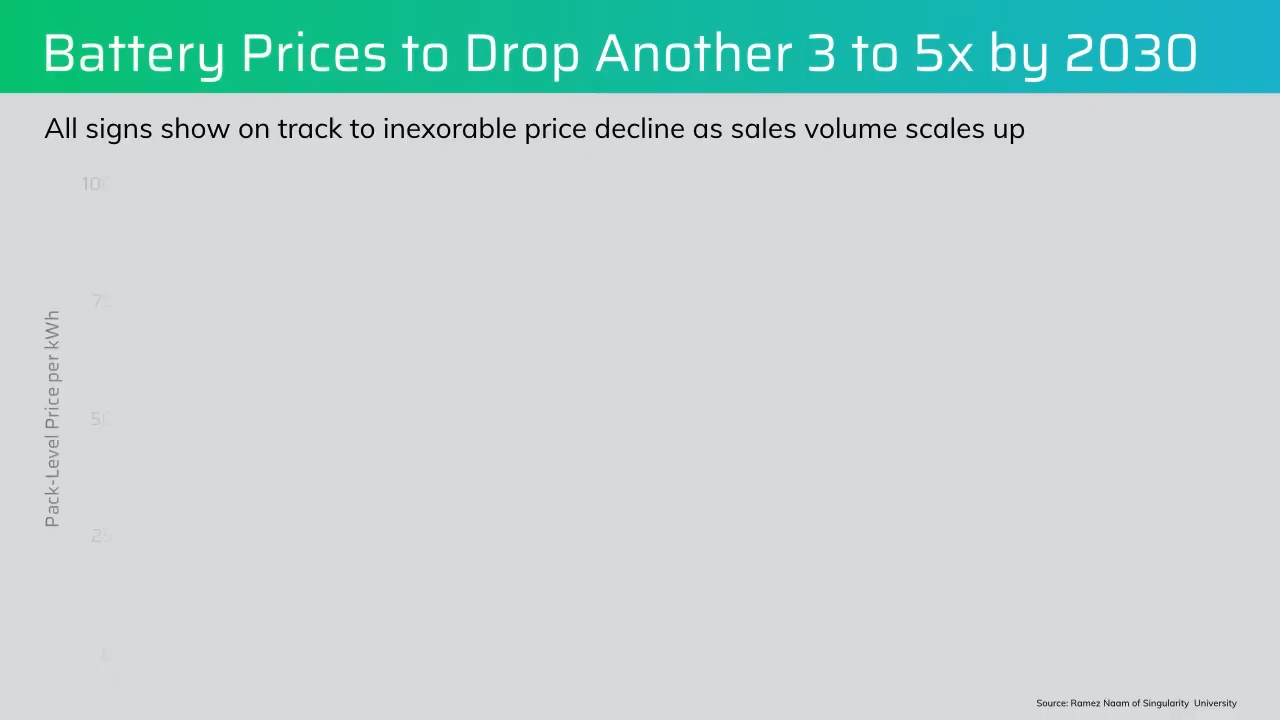 Battery Prices to Drop Another 3 to 5x by 2030
All signs show on track to inexorable price decline as sales volume scales up
Pack-Level Price per kWh
Source: Ramez Naam of Singularity University